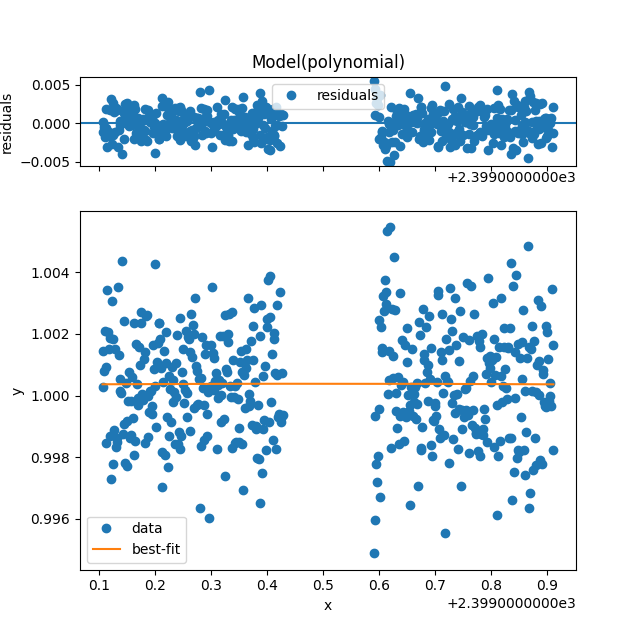 Model(polynomial)
0.005
0.000
−0.005
residuals
residuals
+2.3990000000e3
1.004
1.002
1.000
0.998
0.996
y
data
best-fit
0.1 0.2 0.3 0.4 0.5 0.6 0.7 0.8 0.9
x
+2.3990000000e3